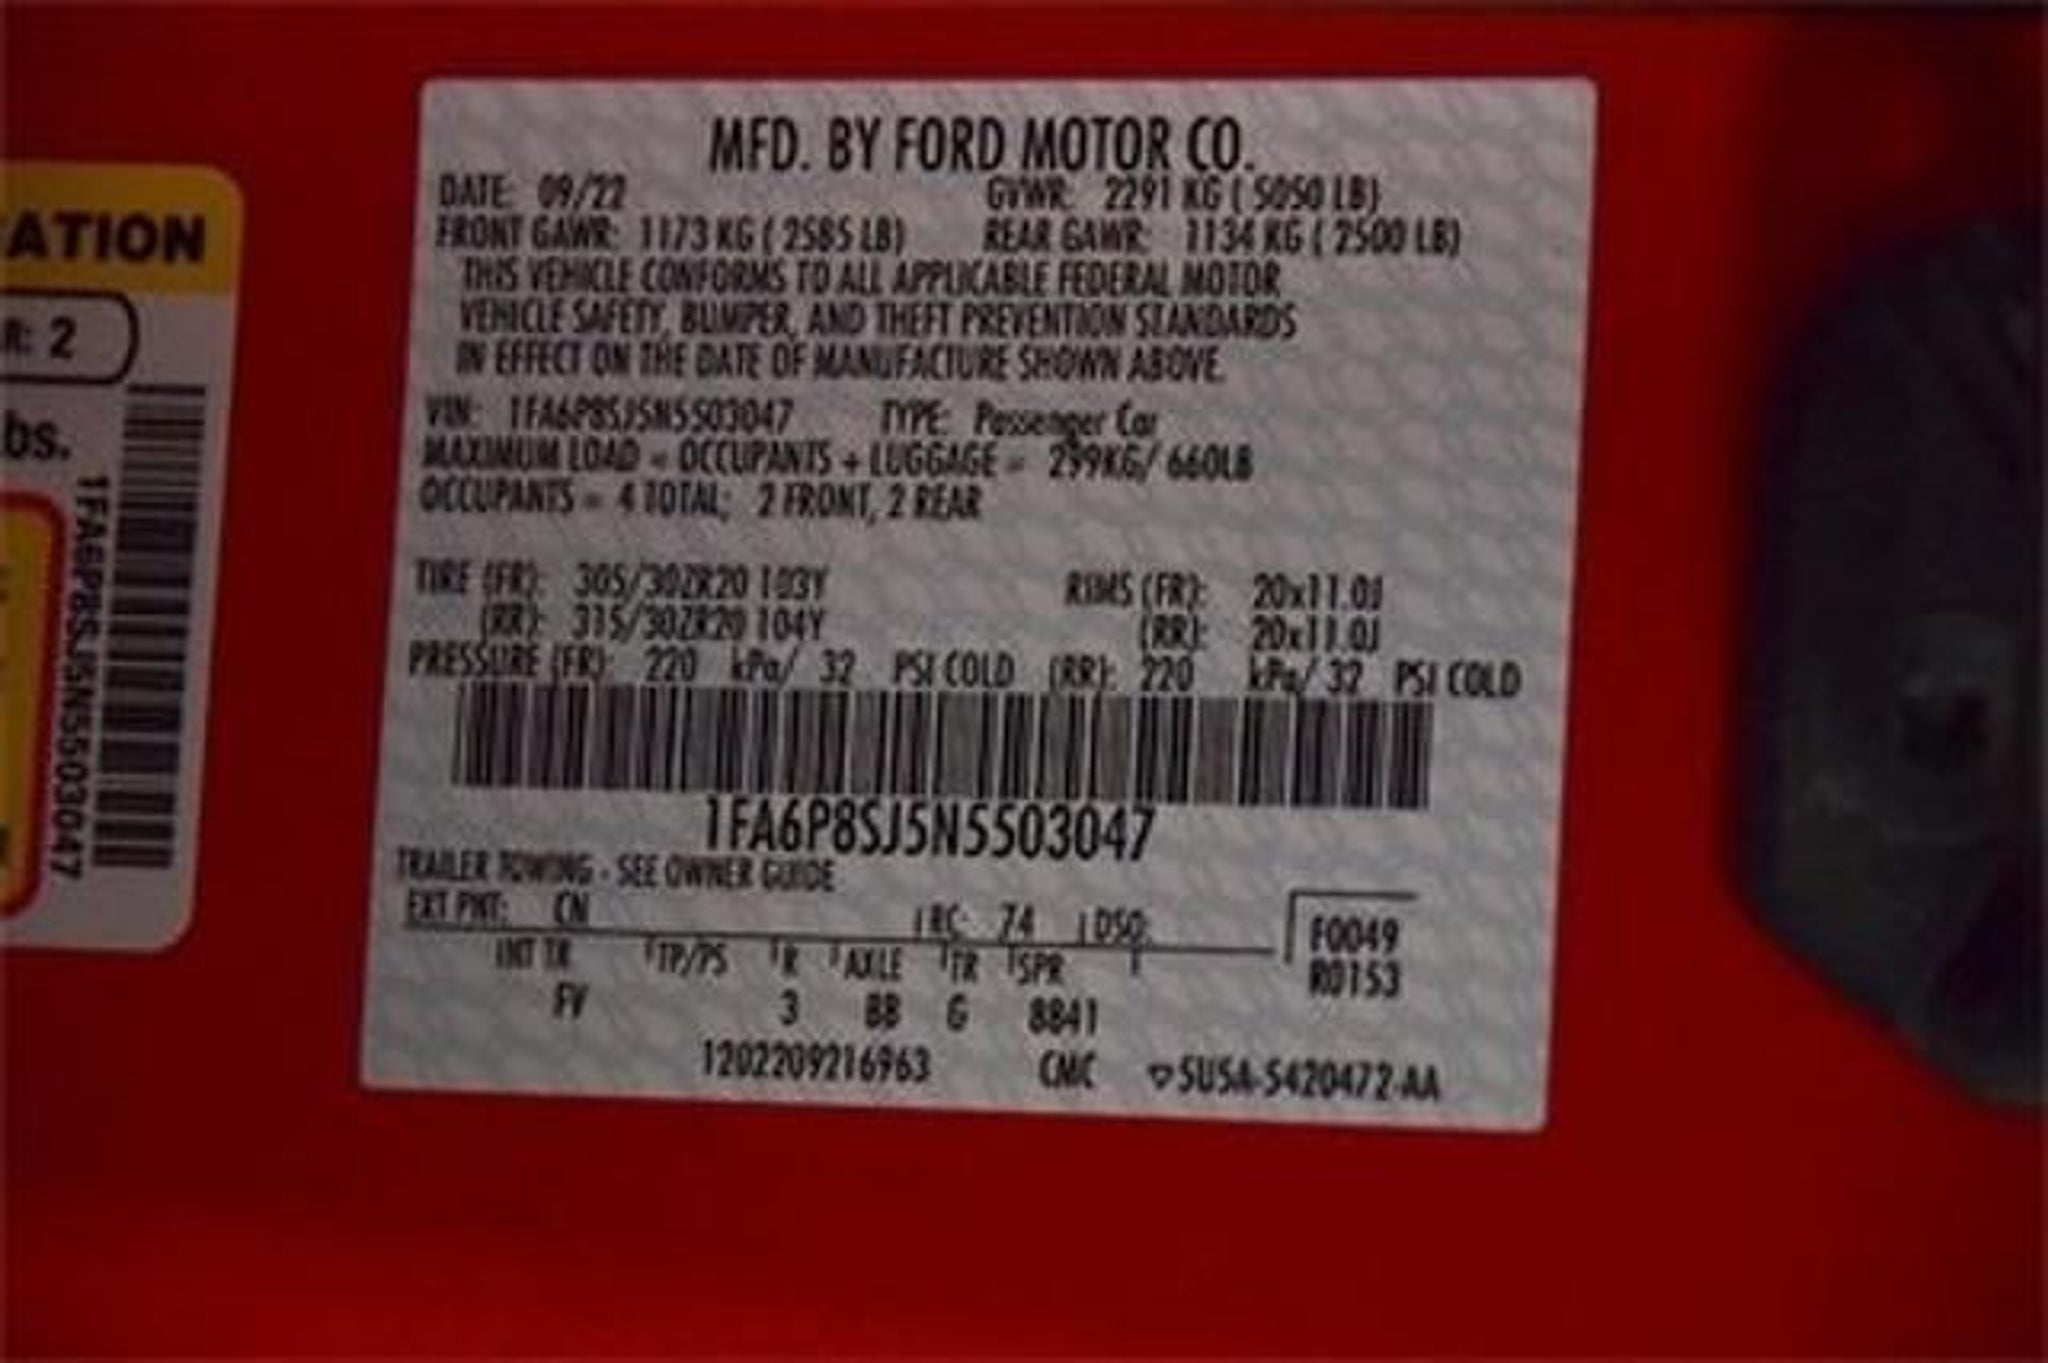 ATION
R: 2
bs.
1FA6P8SJ5N5503047
MFD. BY FORD MOTOR CO.
DATE: 09/22 GVWR: 2291 KG ( 5050 LB)
FRONT GAWR: 1173 KG ( 2585 LB) REAR GAWR: 1134 KG ( 2500 LB)
THIS VEHICLE CONFORMS TO ALL APPLICABLE FEDERAL MOTOR
VEHICLE SAFETY, BUMPER, AND THEFT PREVENTION STANDARDS
IN EFFECT ON THE DATE OF MANUFACTURE SHOWN ABOVE.
VIN: 1FA6P8SJ5N5503047 TYPE: Passenger Car
MAXIMUM LOAD = OCCUPANTS + LUGGAGE = 299KG/ 660LB
OCCUPANTS = 4 TOTAL; 2 FRONT, 2 REAR
TIRE (FR): 305/30ZR20 103Y RIMS (FR): 20x11.0J
(RR): 315/30ZR20 104Y (RR): 20x11.0J
PRESSURE (FR): 220 kPa/ 32 PSI COLD (RR): 220 kPa/ 32 PSI COLD
1FA6P8SJ5N5503047
TRAILER TOWING - SEE OWNER GUIDE
EXT PNT: CN RC: 74 DSO: F0049
INT TR TP/PS R AXLE TR SPR R0153
FV 3 BB G 8841
1202209216963 CMC ▽5U5A-5420472-AA